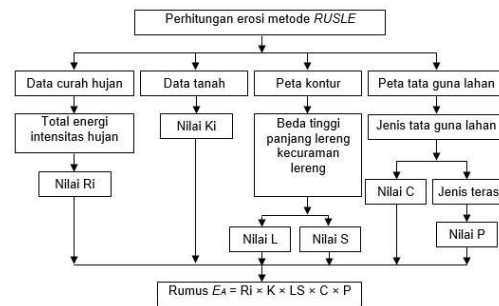 Perhitungan erosi metode RUSLE
Data curah hujan
Data tanah
Peta kontur
Peta tata guna lahan
Total energi
intensitas hujan
Nilai Ki
Beda tinggi
panjang lereng
kecuraman
lereng
Jenis tata guna lahan
Nilai Ri
Nilai C
Jenis teras
Nilai L
Nilai S
Nilai P
Rumus EA = Ri × K × LS × C × P